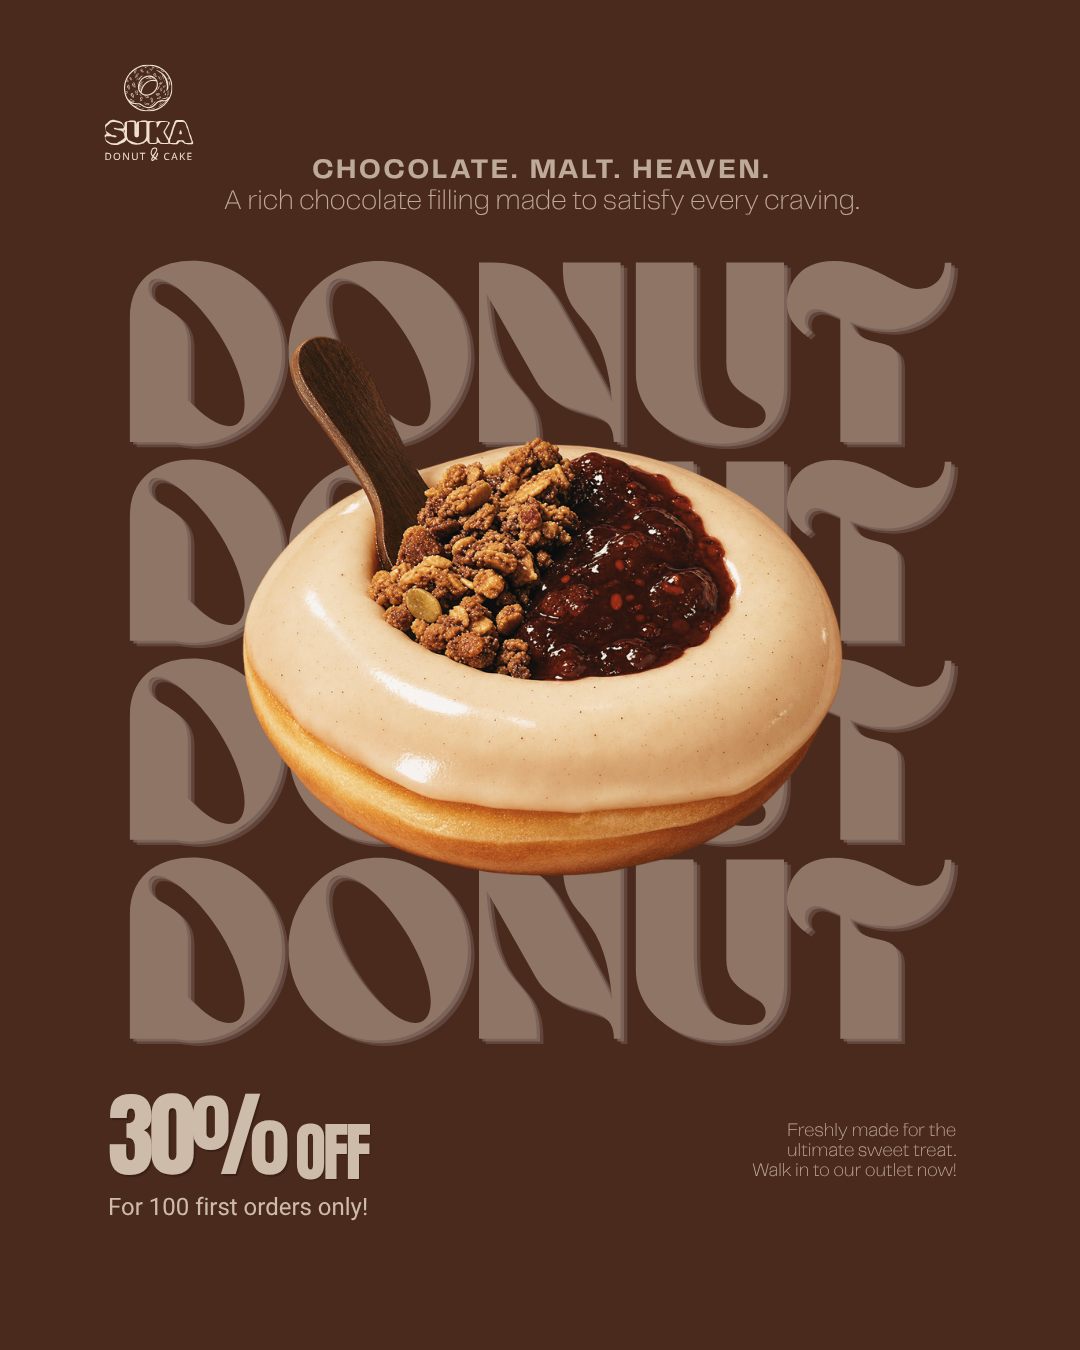 SUKA
DONUT & CAKE
CHOCOLATE. MALT. HEAVEN.
A rich chocolate filling made to satisfy every craving.
DONUT
DONUT
DONUT
DONUT
30% OFF
For 100 first orders only!
Freshly made for the
ultimate sweet treat.
Walk in to our outlet now!